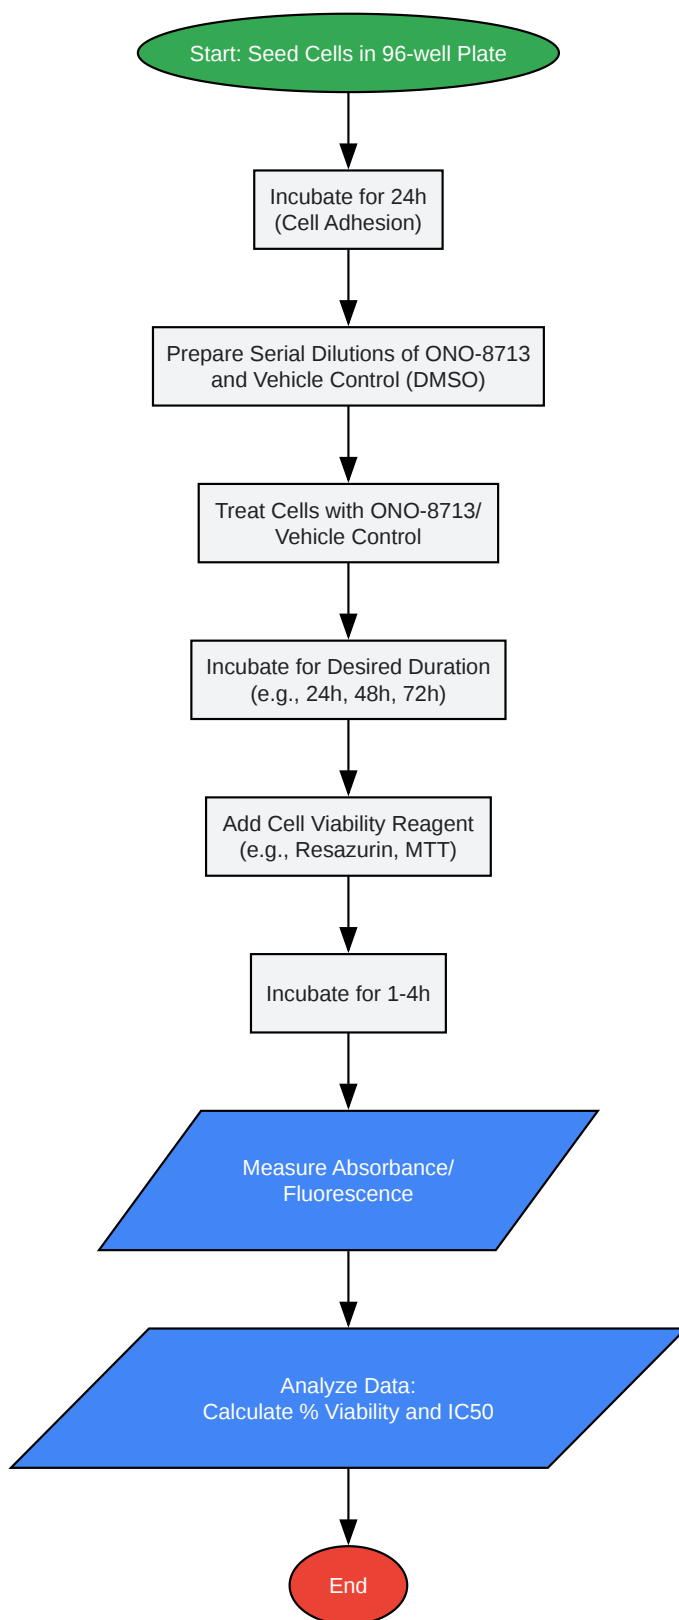 Start: Seed Cells in 96-well Plate
Incubate for 24h
(Cell Adhesion)
Prepare Serial Dilutions of ONO-8713
and Vehicle Control (DMSO)
Treat Cells with ONO-8713/
Vehicle Control
Incubate for Desired Duration
(e.g., 24h, 48h, 72h)
Add Cell Viability Reagent
(e.g., Resazurin, MTT)
Incubate for 1-4h
Measure Absorbance/
Fluorescence
Analyze Data:
Calculate % Viability and IC50
End